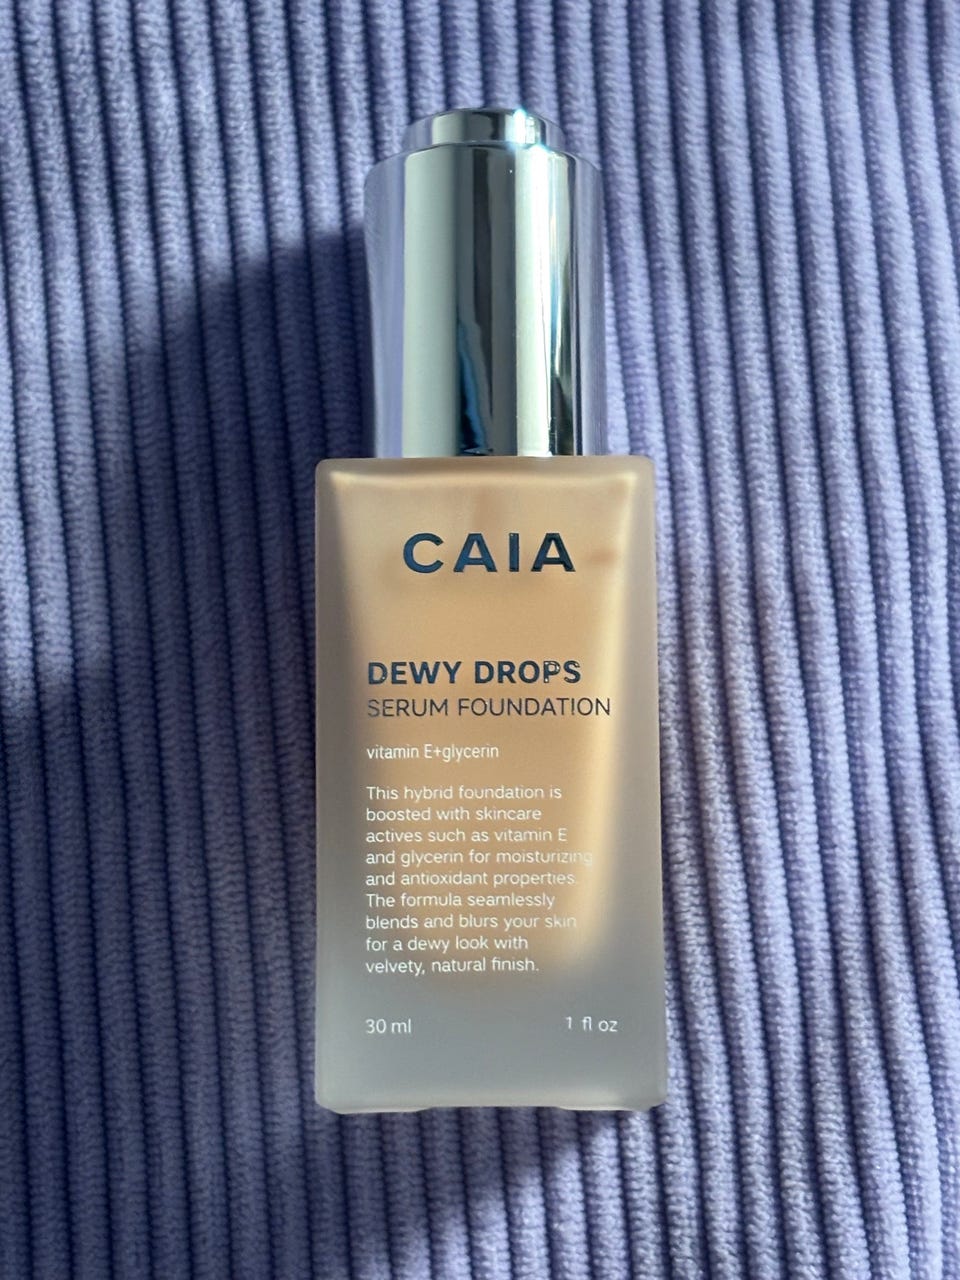 CAIA
DEWY DROPS
SERUM FOUNDATION
vitamin E+glycerin
This hybrid foundation is
boosted with skincare
actives such as vitamin E
and glycerin for moisturizing
and antioxidant properties.
The formula seamlessly
blends and blurs your skin
for a dewy look with
velvety, natural finish.
30 ml 1 fl oz